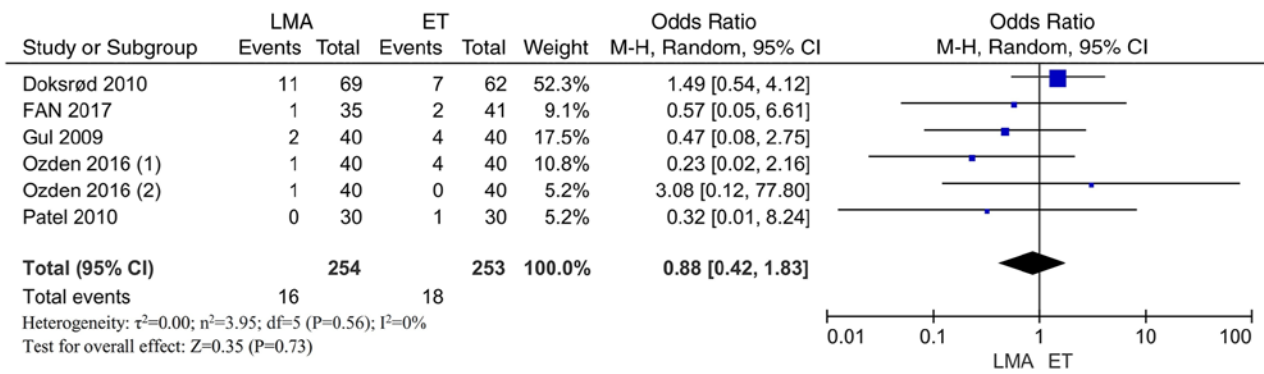 LMA ET Odds Ratio Odds Ratio
Study or Subgroup Events Total Events Total Weight M-H, Random, 95% CI M-H, Random, 95% CI
Doksrød 2010 11 69 7 62 52.3% 1.49 [0.54, 4.12]
FAN 2017 1 35 2 41 9.1% 0.57 [0.05, 6.61]
Gul 2009 2 40 4 40 17.5% 0.47 [0.08, 2.75]
Ozden 2016 (1) 1 40 4 40 10.8% 0.23 [0.02, 2.16]
Ozden 2016 (2) 1 40 0 40 5.2% 3.08 [0.12, 77.80]
Patel 2010 0 30 1 30 5.2% 0.32 [0.01, 8.24]
Total (95% CI) 254 253 100.0% 0.88 [0.42, 1.83]
Total events 16 18
Heterogeneity: τ²=0.00; n²=3.95; df=5 (P=0.56); I²=0%
Test for overall effect: Z=0.35 (P=0.73)
0.01 0.1 1 10 100
LMA ET